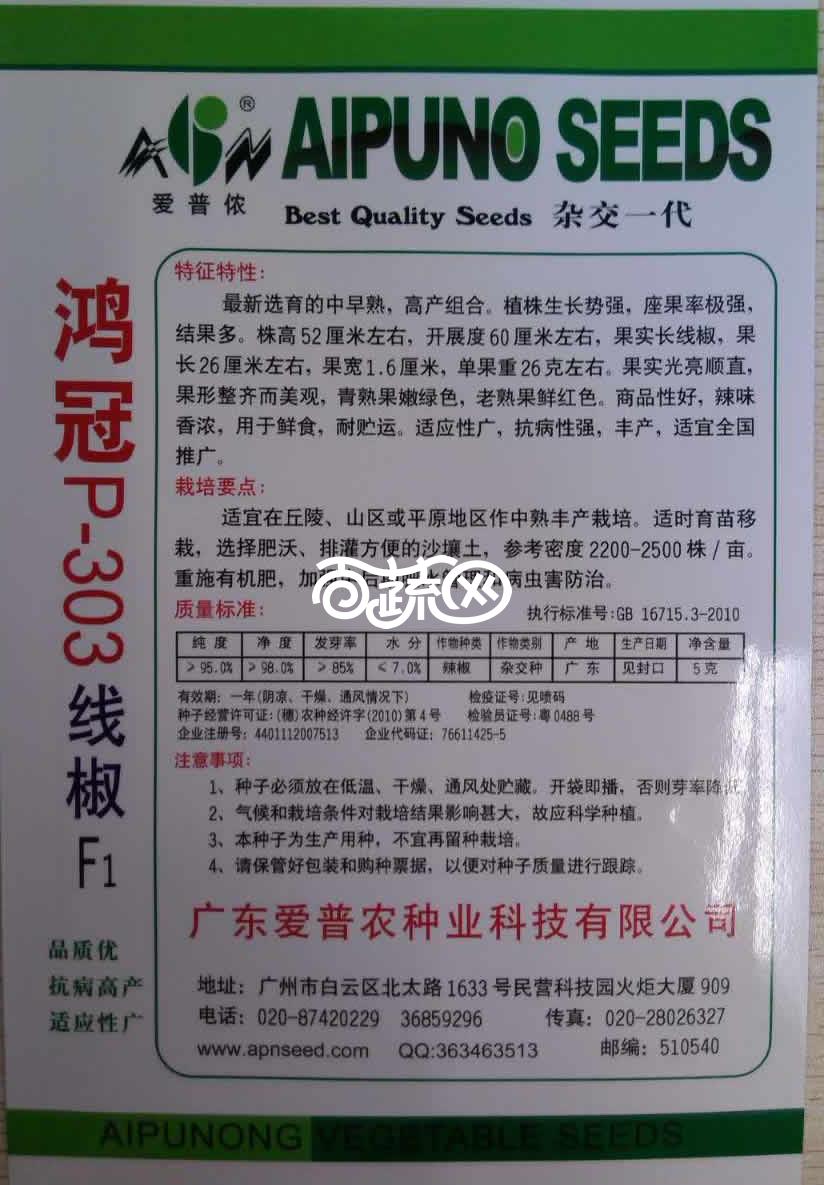 AIPUNO SEEDS
®
爱普侬
Best Quality Seeds 杂交一代
鸿冠P-303线椒F1
品质优
抗病高产
适应性广
特征特性：
最新选育的中早熟，高产组合。植株生长势强，座果率极强，
结果多。株高52厘米左右，开展度60厘米左右，果实长线椒，果
长26厘米左右，果宽1.6厘米，单果重26克左右。果实光亮顺直，
果形整齐而美观，青熟果嫩绿色，老熟果鲜红色。商品性好，辣味
香浓，用于鲜食，耐贮运。适应性广，抗病性强，丰产，适宜全国
推广。
栽培要点：
适宜在丘陵、山区或平原地区作中熟丰产栽培。适时育苗移
栽，选择肥沃、排灌方便的沙壤土，参考密度2200-2500株/亩。
重施有机肥，加 病虫害防治。
百蔬网
质量标准： 执行标准号:GB 16715.3-2010
纯度 净度 发芽率 水分 作物种类 作物类别 产地 生产日期 净含量
≥95.0% ≥98.0% ≥85% ≤7.0% 辣椒 杂交种 广东 见封口 5克
有效期：一年(阴凉、干燥、通风情况下) 检疫证号:见喷码
种子经营许可证:(穗)农种经许字(2010)第4号 检验员证号:粤0488号
企业注册号：4401112007513 企业代码证：76611425-5
注意事项：
1、种子必须放在低温、干燥、通风处贮藏。开袋即播，否则芽率降低
2、气候和栽培条件对栽培结果影响甚大，故应科学种植。
3、本种子为生产用种，不宜再留种栽培。
4、请保管好包装和购种票据，以便对种子质量进行跟踪。
广东爱普农种业科技有限公司
地址：广州市白云区北太路1633号民营科技园火炬大厦909
电话：020-87420229 36859296 传真：020-28026327
www.apnseed.com QQ:363463513 邮编：510540
AIPUNONG VEGETABLE SEEDS